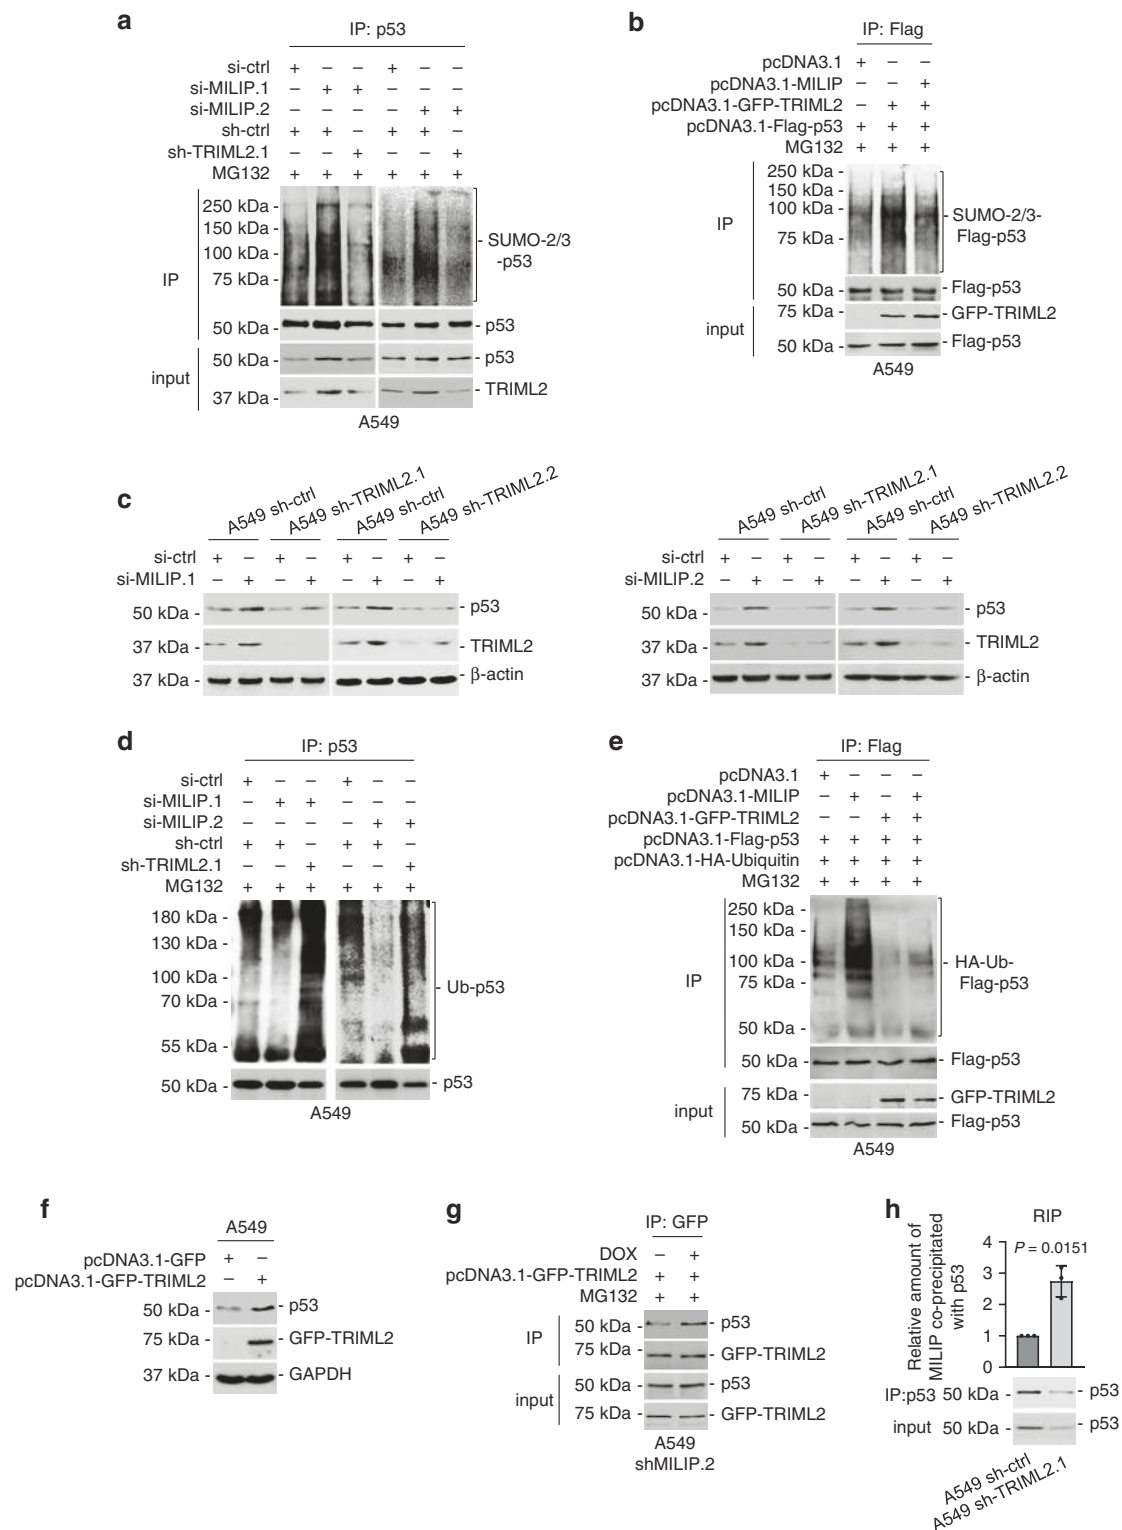 a
IP: p53
si-ctrl + – – + – –
si-MILIP.1 – + + – – –
si-MILIP.2 – – – – + +
sh-ctrl + + – + + –
sh-TRIML2.1 – – + – – +
MG132 + + + + + +
IP
250 kDa -
150 kDa -
100 kDa -
75 kDa -
SUMO-2/3
-p53
50 kDa - - p53
input
50 kDa - - p53
37 kDa - - TRIML2
A549
b
IP: Flag
pcDNA3.1 + – –
pcDNA3.1-MILIP – – +
pcDNA3.1-GFP-TRIML2 – + +
pcDNA3.1-Flag-p53 + + +
MG132 + + +
IP
250 kDa -
150 kDa -
100 kDa -
75 kDa -
SUMO-2/3-
Flag-p53
50 kDa - - Flag-p53
input
75 kDa - - GFP-TRIML2
50 kDa - - Flag-p53
A549
c
A549 sh-ctrl
A549 sh-TRIML2.1
A549 sh-ctrl
A549 sh-TRIML2.2
si-ctrl + – + – + – + –
si-MILIP.1 – + – + – + – +
50 kDa - - p53
37 kDa - - TRIML2
37 kDa - - β-actin
A549 sh-ctrl
A549 sh-TRIML2.1
A549 sh-ctrl
A549 sh-TRIML2.2
si-ctrl + – + – + – + –
si-MILIP.2 – + – + – + – +
50 kDa - - p53
37 kDa - - TRIML2
37 kDa - - β-actin
d
IP: p53
si-ctrl + – – + – –
si-MILIP.1 – + + – – –
si-MILIP.2 – – – – + +
sh-ctrl + + – + + –
sh-TRIML2.1 – – + – – +
MG132 + + + + + +
180 kDa -
130 kDa -
100 kDa -
70 kDa -
55 kDa -
Ub-p53
50 kDa - - p53
A549
e
IP: Flag
pcDNA3.1 + – – –
pcDNA3.1-MILIP – + – +
pcDNA3.1-GFP-TRIML2 – – + +
pcDNA3.1-Flag-p53 + + + +
pcDNA3.1-HA-Ubiquitin + + + +
MG132 + + + +
IP
250 kDa -
150 kDa -
100 kDa -
75 kDa -
50 kDa -
HA-Ub-
Flag-p53
50 kDa - - Flag-p53
input
75 kDa - - GFP-TRIML2
50 kDa - - Flag-p53
A549
f
A549
pcDNA3.1-GFP + –
pcDNA3.1-GFP-TRIML2 – +
50 kDa - - p53
75 kDa - - GFP-TRIML2
37 kDa - - GAPDH
g
IP: GFP
DOX – +
pcDNA3.1-GFP-TRIML2 + +
MG132 + +
IP
50 kDa - - p53
75 kDa - - GFP-TRIML2
input
50 kDa - - p53
75 kDa - - GFP-TRIML2
A549
shMILIP.2
h
RIP
Relative amount of
MILIP co-precipitated
with p53
P = 0.0151
4
3
2
1
0
IP:p53 50 kDa - - p53
input 50 kDa - - p53
A549 sh-ctrl
A549 sh-TRIML2.1